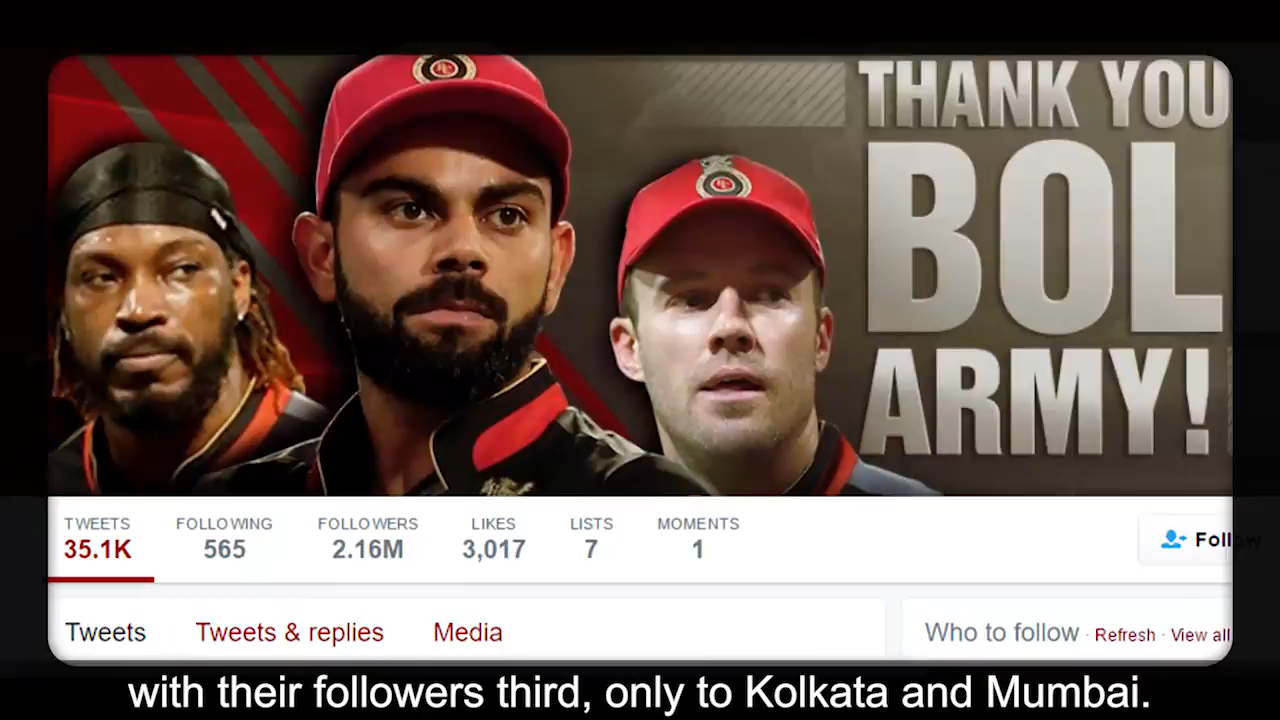 THANK YOU
BOL
ARMY!
TWEETS FOLLOWING FOLLOWERS LIKES LISTS MOMENTS
35.1K 565 2.16M 3,017 7 1
Follow
Tweets Tweets & replies Media
Who to follow · Refresh · View all
with their followers third, only to Kolkata and Mumbai.